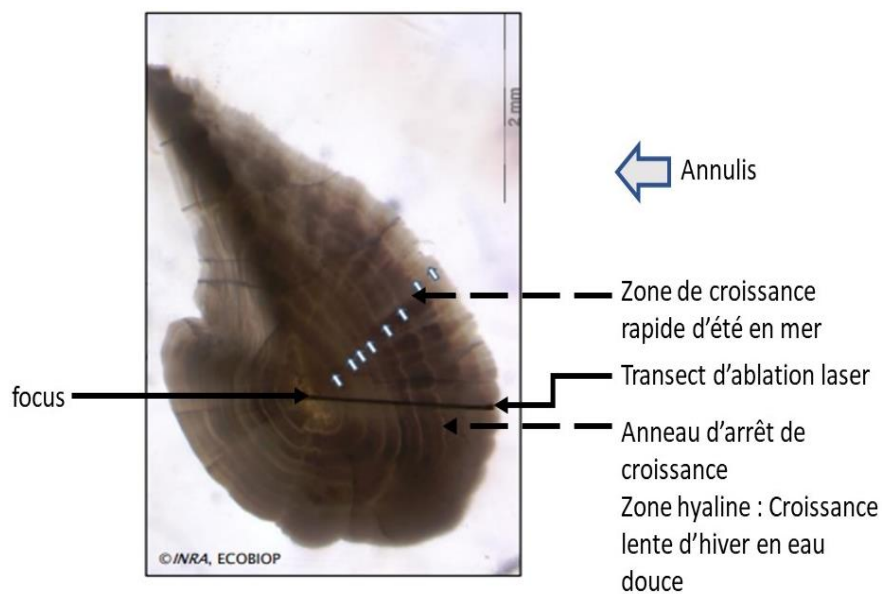 2 mm
Annulis
Zone de croissance
rapide d'été en mer
Transect d'ablation laser
focus
Anneau d'arrêt de
croissance
Zone hyaline : Croissance
lente d'hiver en eau
douce
©INRA, ECOBIOP